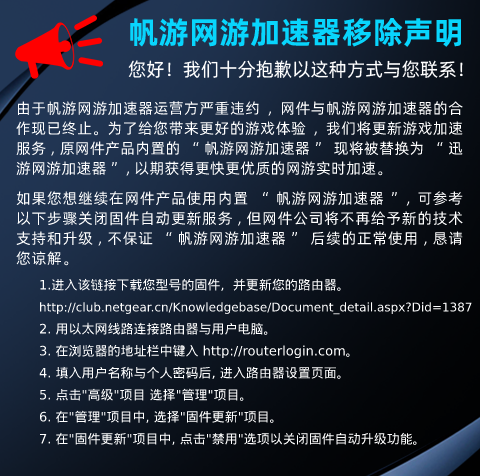 帆游网游加速器移除声明
您好！我们十分抱歉以这种方式与您联系！
由于帆游网游加速器运营方严重违约，网件与帆游网游加速器的合
作现已终止。为了给您带来更好的游戏体验，我们将更新游戏加速
服务，原网件产品内置的“帆游网游加速器”现将被替换为“迅
游网游加速器”，以期获得更快更优质的网游实时加速。
如果您想继续在网件产品使用内置“帆游网游加速器”，可参考
以下步骤关闭固件自动更新服务，但网件公司将不再给予新的技术
支持和升级，不保证“帆游网游加速器”后续的正常使用，恳请
您谅解。
1.进入该链接下载您型号的固件，并更新您的路由器。
http://club.netgear.cn/Knowledgebase/Document_detail.aspx?Did=1387
2. 用以太网线路连接路由器与用户电脑。
3. 在浏览器的地址栏中键入 http://routerlogin.com。
4. 填入用户名称与个人密码后, 进入路由器设置页面。
5. 点击"高级"项目 选择"管理"项目。
6. 在"管理"项目中, 选择"固件更新"项目。
7. 在"固件更新"项目中, 点击"禁用"选项以关闭固件自动升级功能。